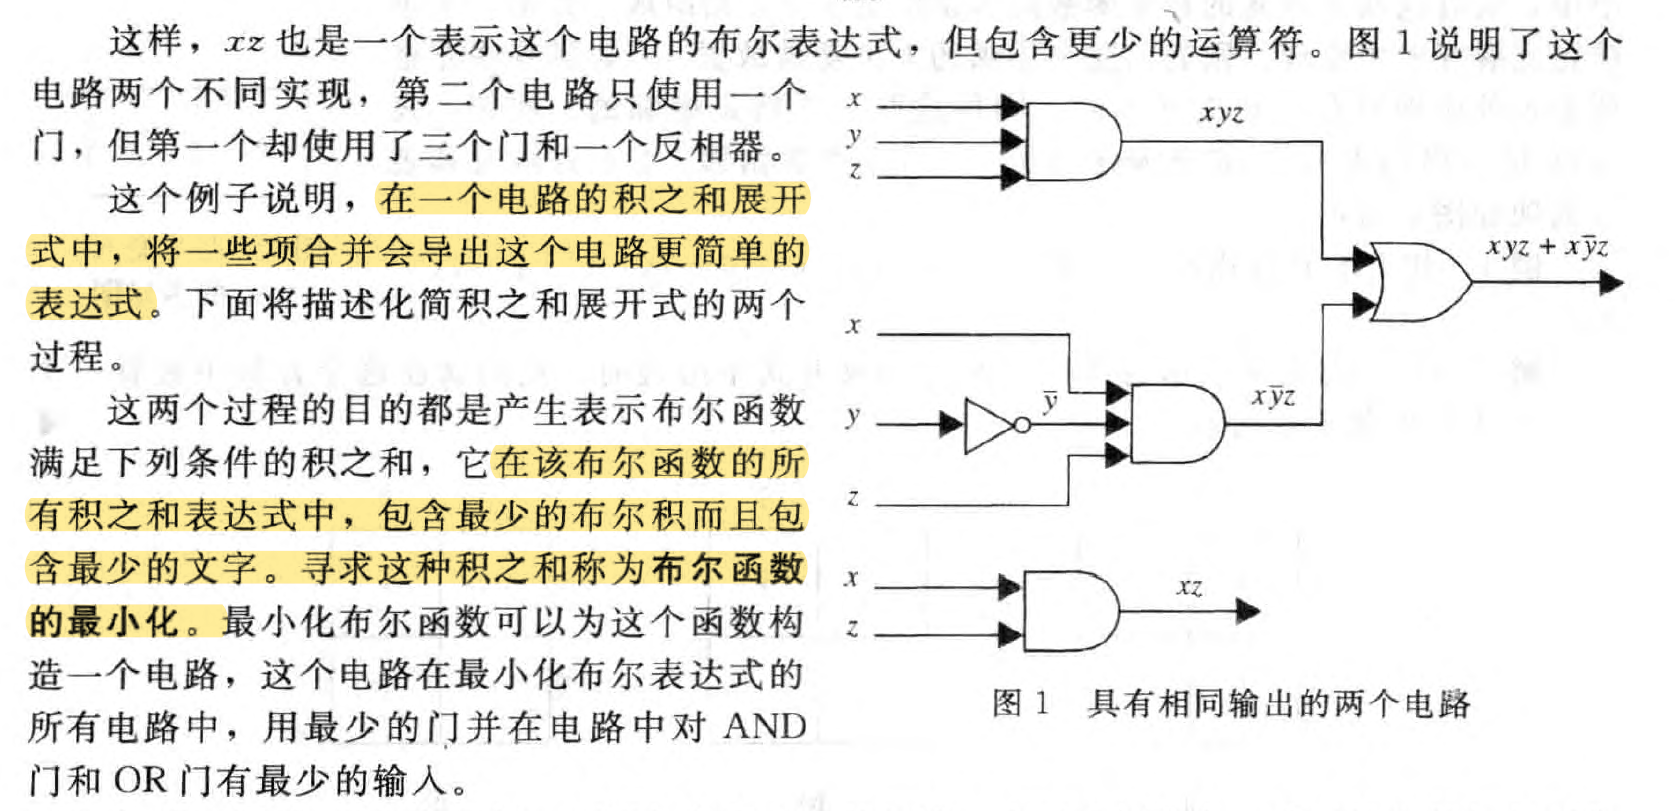 这样，xz 也是一个表示这个电路的布尔表达式，但包含更少的运算符。图 1 说明了这个
电路两个不同实现，第二个电路只使用一个
门，但第一个却使用了三个门和一个反相器。
这个例子说明，在一个电路的积之和展开
式中，将一些项合并会导出这个电路更简单的
表达式。下面将描述化简积之和展开式的两个
过程。
这两个过程的目的都是产生表示布尔函数
满足下列条件的积之和，它在该布尔函数的所
有积之和表达式中，包含最少的布尔积而且包
含最少的文字。寻求这种积之和称为布尔函数
的最小化。最小化布尔函数可以为这个函数构
造一个电路，这个电路在最小化布尔表达式的
所有电路中，用最少的门并在电路中对 AND
门和 OR 门有最少的输入。
x
y
z
xyz
xyz + xȳz
x
y
ȳ
z
xȳz
x
z
xz
图 1 具有相同输出的两个电路